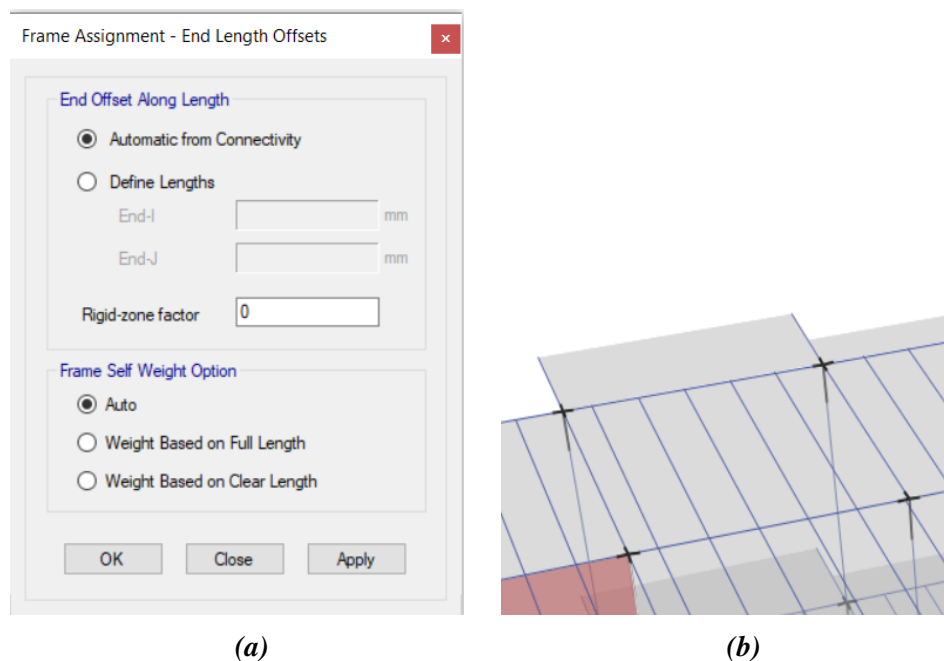 Frame Assignment - End Length Offsets
End Offset Along Length
Automatic from Connectivity
Define Lengths
End-I mm
End-J mm
Rigid-zone factor 0
Frame Self Weight Option
Auto
Weight Based on Full Length
Weight Based on Clear Length
OK Close Apply
(a) (b)